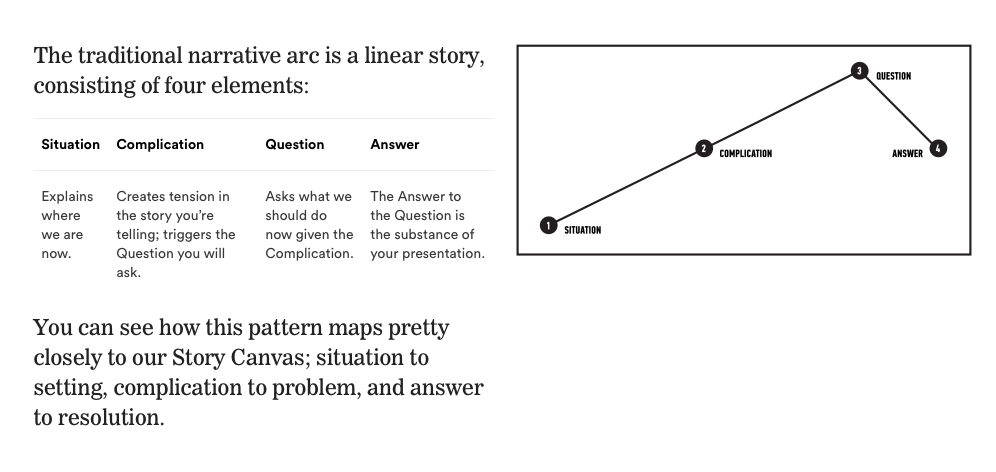 The traditional narrative arc is a linear story,
consisting of four elements:
Situation Complication Question Answer
Explains Creates tension in Asks what we The Answer to
where the story you’re should do the Question is
we are telling; triggers the now given the the substance of
now. Question you will Complication. your presentation.
ask.
You can see how this pattern maps pretty
closely to our Story Canvas; situation to
setting, complication to problem, and answer
to resolution.
3 QUESTION
2 COMPLICATION
ANSWER 4
1 SITUATION